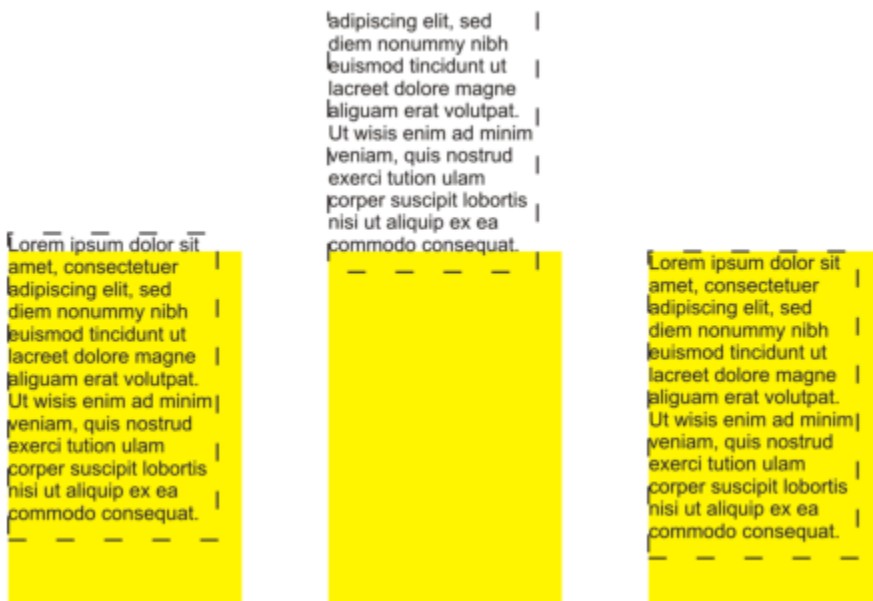 Lorem ipsum dolor sit
amet, consectetuer
adipiscing elit, sed
diem nonummy nibh
euismod tincidunt ut
lacreet dolore magne
aliguam erat volutpat.
Ut wisis enim ad minim
veniam, quis nostrud
exerci tution ulam
corper suscipit lobortis
nisi ut aliquip ex ea
commodo consequat.
adipiscing elit, sed
diem nonummy nibh
euismod tincidunt ut
lacreet dolore magne
aliguam erat volutpat.
Ut wisis enim ad minim
veniam, quis nostrud
exerci tution ulam
corper suscipit lobortis
nisi ut aliquip ex ea
commodo consequat.
Lorem ipsum dolor sit
amet, consectetuer
adipiscing elit, sed
diem nonummy nibh
euismod tincidunt ut
lacreet dolore magne
aliguam erat volutpat.
Ut wisis enim ad minim
veniam, quis nostrud
exerci tution ulam
corper suscipit lobortis
nisi ut aliquip ex ea
commodo consequat.